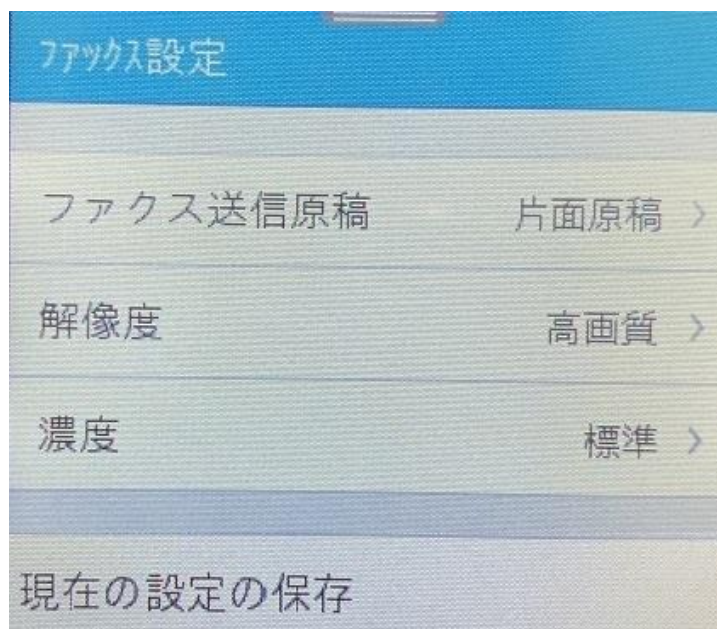 ﾌｧｯｸｽ設定
ファクス送信原稿 片面原稿 >
解像度 高画質 >
濃度 標準 >
現在の設定の保存